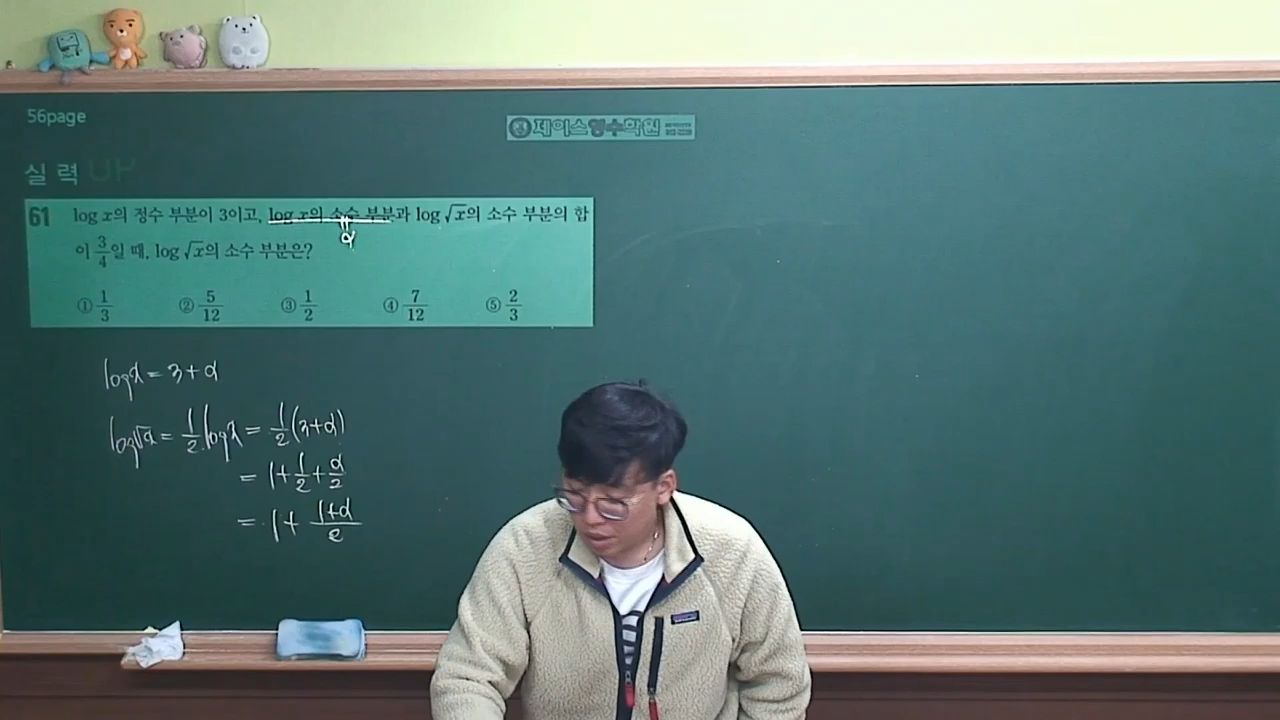 56page
제이스영수학원
실력 UP
61 log x의 정수 부분이 3이고, log x의 소수 부분과 log √x의 소수 부분의 합
α
이 3/4일 때, log √x의 소수 부분은?
① 1/3 ② 5/12 ③ 1/2 ④ 7/12 ⑤ 2/3
log x = 3 + α
log √x = 1/2 log x = 1/2 (3+α)
= 1 + 1/2 + α/2
= 1 + (1+α)/2